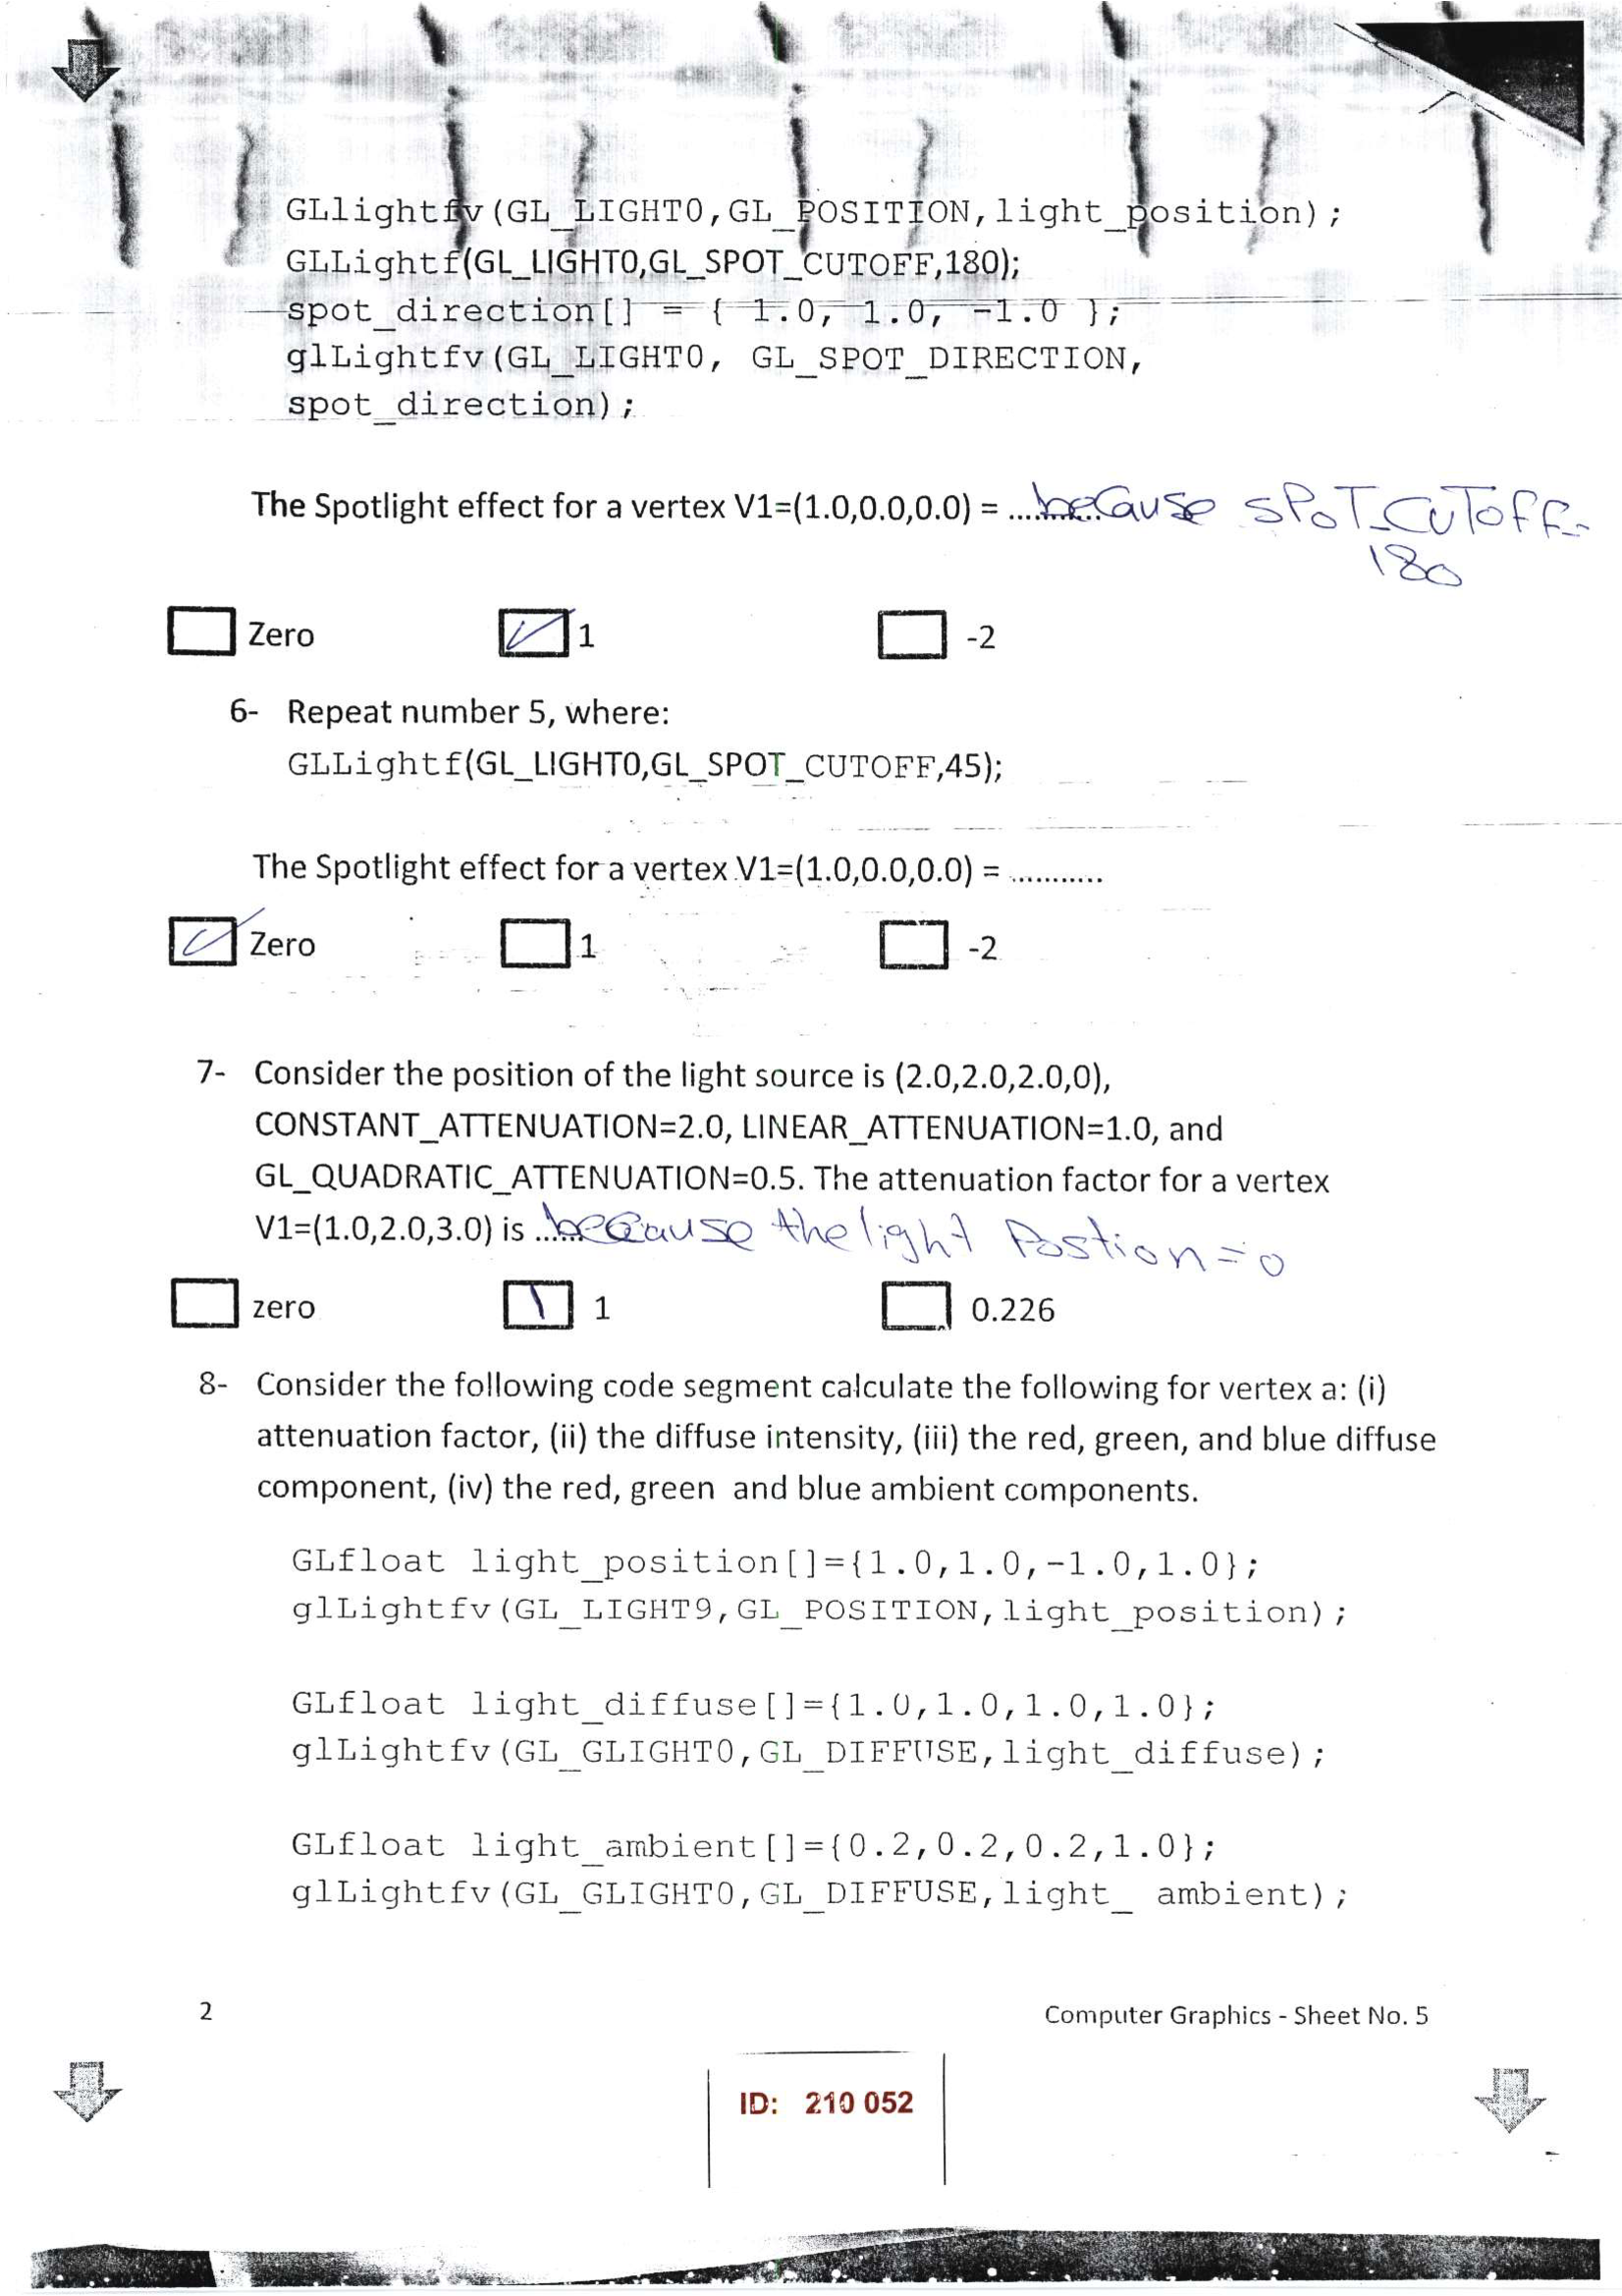 GLlightfv(GL_LIGHT0,GL_POSITION,light_position);
GLLightf(GL_LIGHT0,GL_SPOT_CUTOFF,180);
spot_direction[] = { 1.0, 1.0, -1.0 };
glLightfv(GL_LIGHT0, GL_SPOT_DIRECTION,
spot_direction);
The Spotlight effect for a vertex V1=(1.0,0.0,0.0) = .......... because SPOT_CUTOFF=
180
Zero 1 -2
6- Repeat number 5, where:
GLLightf(GL_LIGHT0,GL_SPOT_CUTOFF,45);
The Spotlight effect for a vertex V1=(1.0,0.0,0.0) = ...........
Zero 1 -2
7- Consider the position of the light source is (2.0,2.0,2.0,0),
CONSTANT_ATTENUATION=2.0, LINEAR_ATTENUATION=1.0, and
GL_QUADRATIC_ATTENUATION=0.5. The attenuation factor for a vertex
V1=(1.0,2.0,3.0) is ...... because the light Postion = 0
zero 1 0.226
8- Consider the following code segment calculate the following for vertex a: (i)
attenuation factor, (ii) the diffuse intensity, (iii) the red, green, and blue diffuse
component, (iv) the red, green and blue ambient components.
GLfloat light_position[]={1.0,1.0,-1.0,1.0};
glLightfv(GL_LIGHT9,GL_POSITION,light_position);
GLfloat light_diffuse[]={1.0,1.0,1.0,1.0};
glLightfv(GL_GLIGHT0,GL_DIFFUSE,light_diffuse);
GLfloat light_ambient[]={0.2,0.2,0.2,1.0};
glLightfv(GL_GLIGHT0,GL_DIFFUSE,light_ ambient);
2 Computer Graphics - Sheet No. 5
ID: 210 052